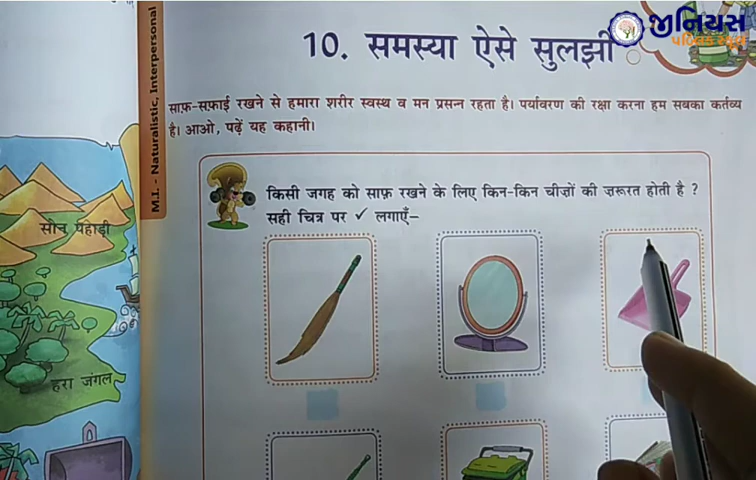 જીનિયસ
પબ્લિક સ્કૂલ
10. समस्या ऐसे सुलझी
M.I. - Naturalistic, Interpersonal
साफ़-सफ़ाई रखने से हमारा शरीर स्वस्थ व मन प्रसन्न रहता है। पर्यावरण की रक्षा करना हम सबका कर्तव्य
है। आओ, पढ़ें यह कहानी।
किसी जगह को साफ़ रखने के लिए किन-किन चीज़ों की ज़रूरत होती है ?
सही चित्र पर ✓ लगाएँ–
सोन पहाड़ी
हरा जंगल